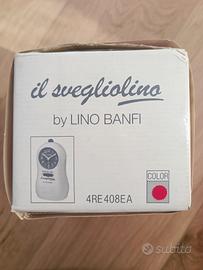 il svegliolino
by LINO BANFI
COLOR
4RE408EA
subito